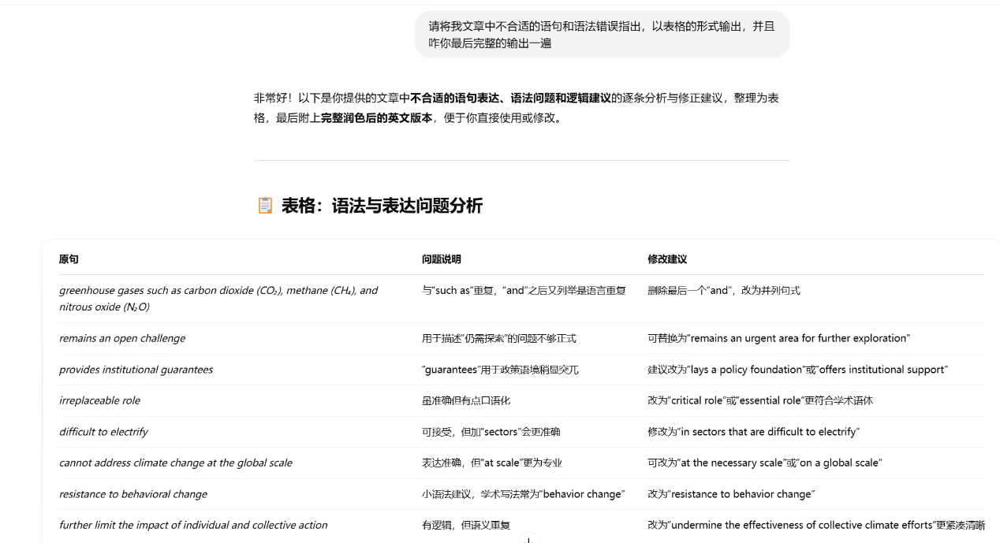 请将我文章中不合适的语句和语法错误指出，以表格的形式输出，并且
咋你最后完整的输出一遍
非常好！以下是你提供的文章中不合适的语句表达、语法问题和逻辑建议的逐条分析与修正建议，整理为表
格，最后附上完整润色后的英文版本，便于你直接使用或修改。
📋 表格：语法与表达问题分析
原句 问题说明 修改建议
greenhouse gases such as carbon dioxide (CO₂), methane (CH₄), and 与“such as”重复，“and”之后又列举是语言重复 删除最后一个“and”，改为并列句式
nitrous oxide (N₂O)
remains an open challenge 用于描述“仍需探索”的问题不够正式 可替换为“remains an urgent area for further exploration”
provides institutional guarantees “guarantees”用于政策语境稍显突兀 建议改为“lays a policy foundation”或“offers institutional support”
irreplaceable role 虽准确但有点口语化 改为“critical role”或“essential role”更符合学术语体
difficult to electrify 可接受，但加“sectors”会更准确 修改为“in sectors that are difficult to electrify”
cannot address climate change at the global scale 表达准确，但“at scale”更为专业 可改为“at the necessary scale”或“on a global scale”
resistance to behavioral change 小语法建议，学术写法常为“behavior change” 改为“resistance to behavior change”
further limit the impact of individual and collective action 有逻辑，但语义重复 改为“undermine the effectiveness of collective climate efforts”更紧凑清晰